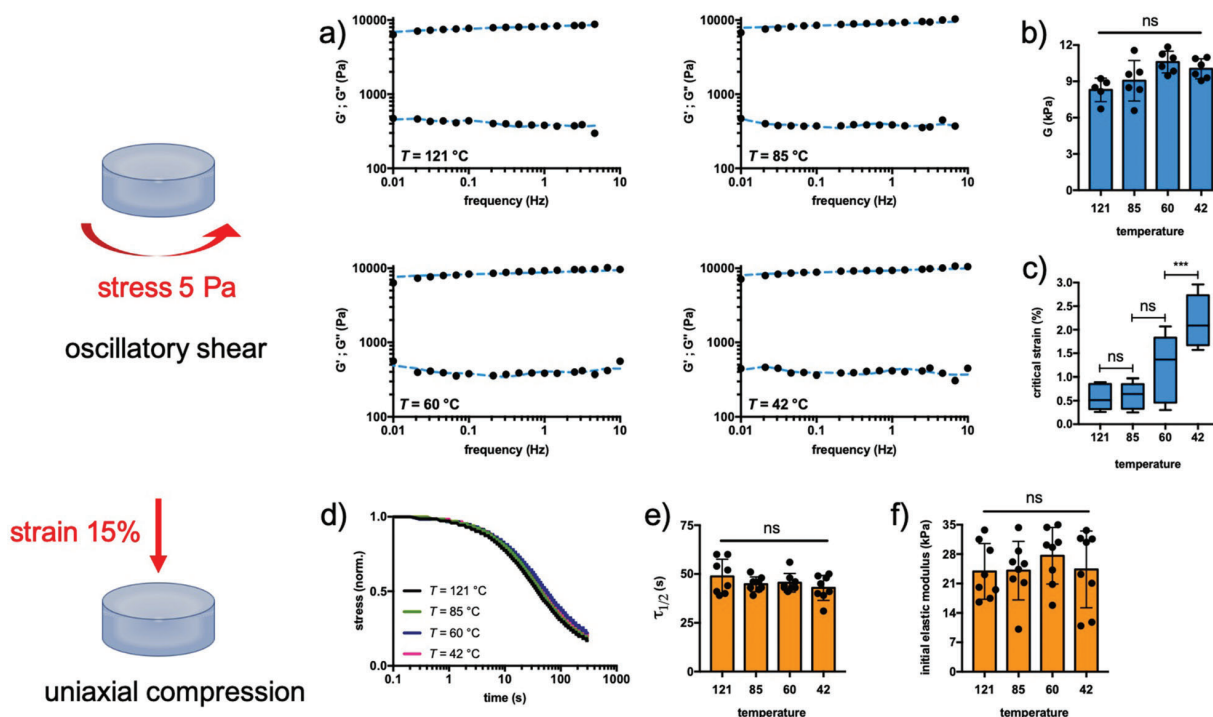 stress 5 Pa
oscillatory shear
strain 15%
uniaxial compression
a)
10000
1000
100
G' ; G" (Pa)
T = 121 °C
0.01 0.1 1 10
frequency (Hz)
10000
1000
100
G' ; G" (Pa)
T = 85 °C
0.01 0.1 1 10
frequency (Hz)
10000
1000
100
G' ; G" (Pa)
T = 60 °C
0.01 0.1 1 10
frequency (Hz)
10000
1000
100
G' ; G" (Pa)
T = 42 °C
0.01 0.1 1 10
frequency (Hz)
b)
ns
12
9
6
3
0
G (kPa)
121 85 60 42
temperature
c)
***
ns
ns
3.0
2.5
2.0
1.5
1.0
0.5
0.0
critical strain (%)
121 85 60 42
temperature
d)
1.0
0.5
0.0
stress (norm.)
T = 121 °C
T = 85 °C
T = 60 °C
T = 42 °C
0.1 1 10 100 1000
time (s)
e)
ns
75
50
25
0
τ1/2 (s)
121 85 60 42
temperature
f)
ns
35
28
21
14
7
0
initial elastic modulus (kPa)
121 85 60 42
temperature